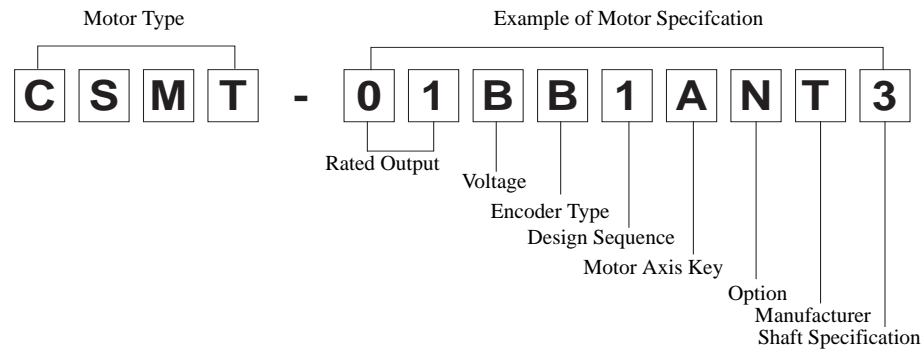 Motor Type
Example of Motor Specifcation
C S M T - 0 1 B B 1 A N T 3
Rated Output
Voltage
Encoder Type
Design Sequence
Motor Axis Key
Option
Manufacturer
Shaft Specification